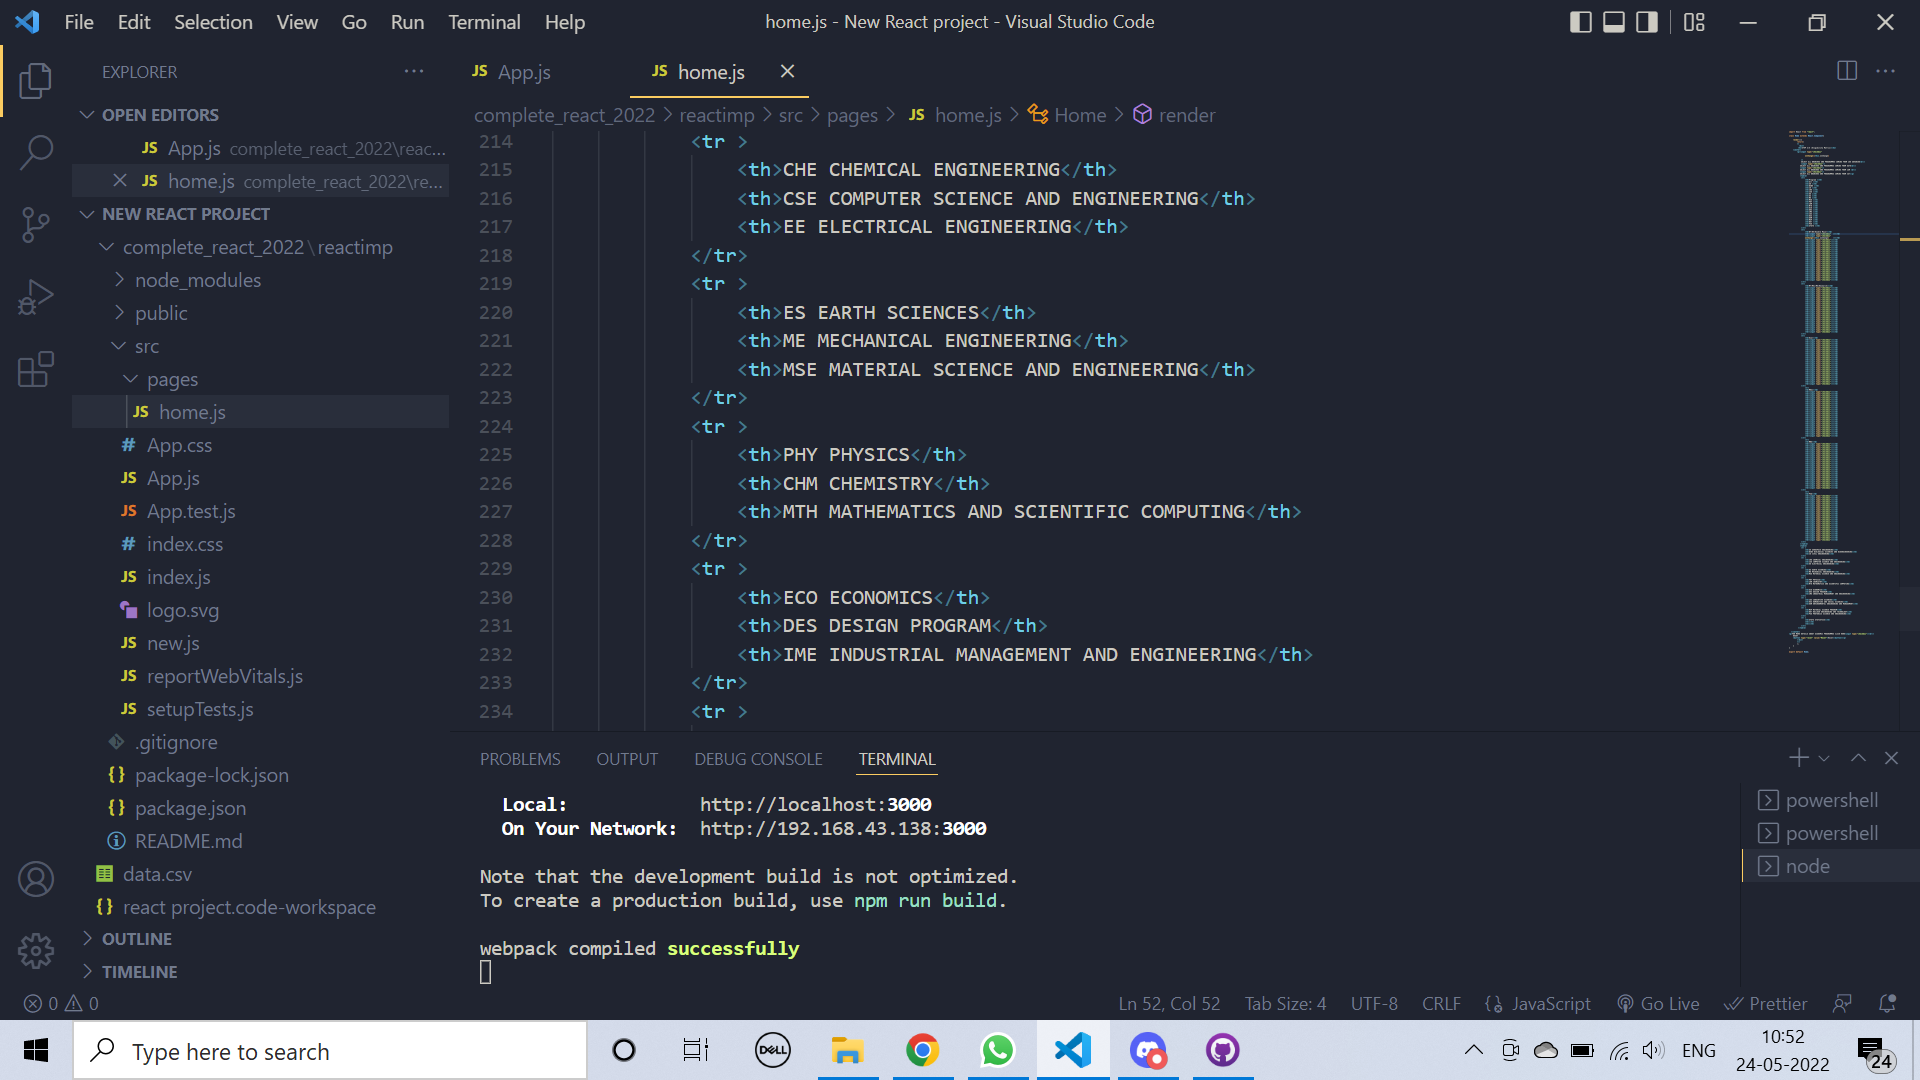 File Edit Selection View Go Run Terminal Help
home.js - New React project - Visual Studio Code
EXPLORER
OPEN EDITORS
JS App.js complete_react_2022\reac...
JS home.js complete_react_2022\re...
NEW REACT PROJECT
complete_react_2022\reactimp
node_modules
public
src
pages
JS home.js
# App.css
JS App.js
JS App.test.js
# index.css
JS index.js
logo.svg
JS new.js
JS reportWebVitals.js
JS setupTests.js
.gitignore
{} package-lock.json
{} package.json
README.md
data.csv
{} react project.code-workspace
OUTLINE
TIMELINE
JS App.js
JS home.js
complete_react_2022 > reactimp > src > pages > JS home.js > Home > render
214 <tr >
215 <th>CHE CHEMICAL ENGINEERING</th>
216 <th>CSE COMPUTER SCIENCE AND ENGINEERING</th>
217 <th>EE ELECTRICAL ENGINEERING</th>
218 </tr>
219 <tr >
220 <th>ES EARTH SCIENCES</th>
221 <th>ME MECHANICAL ENGINEERING</th>
222 <th>MSE MATERIAL SCIENCE AND ENGINEERING</th>
223 </tr>
224 <tr >
225 <th>PHY PHYSICS</th>
226 <th>CHM CHEMISTRY</th>
227 <th>MTH MATHEMATICS AND SCIENTIFIC COMPUTING</th>
228 </tr>
229 <tr >
230 <th>ECO ECONOMICS</th>
231 <th>DES DESIGN PROGRAM</th>
232 <th>IME INDUSTRIAL MANAGEMENT AND ENGINEERING</th>
233 </tr>
234 <tr >
PROBLEMS OUTPUT DEBUG CONSOLE TERMINAL
Local: http://localhost:3000
On Your Network: http://192.168.43.138:3000
Note that the development build is not optimized.
To create a production build, use npm run build.
webpack compiled successfully
powershell
powershell
node
0 0
Ln 52, Col 52 Tab Size: 4 UTF-8 CRLF JavaScript Go Live Prettier
Type here to search
DELL
ENG
10:52
24-05-2022
24